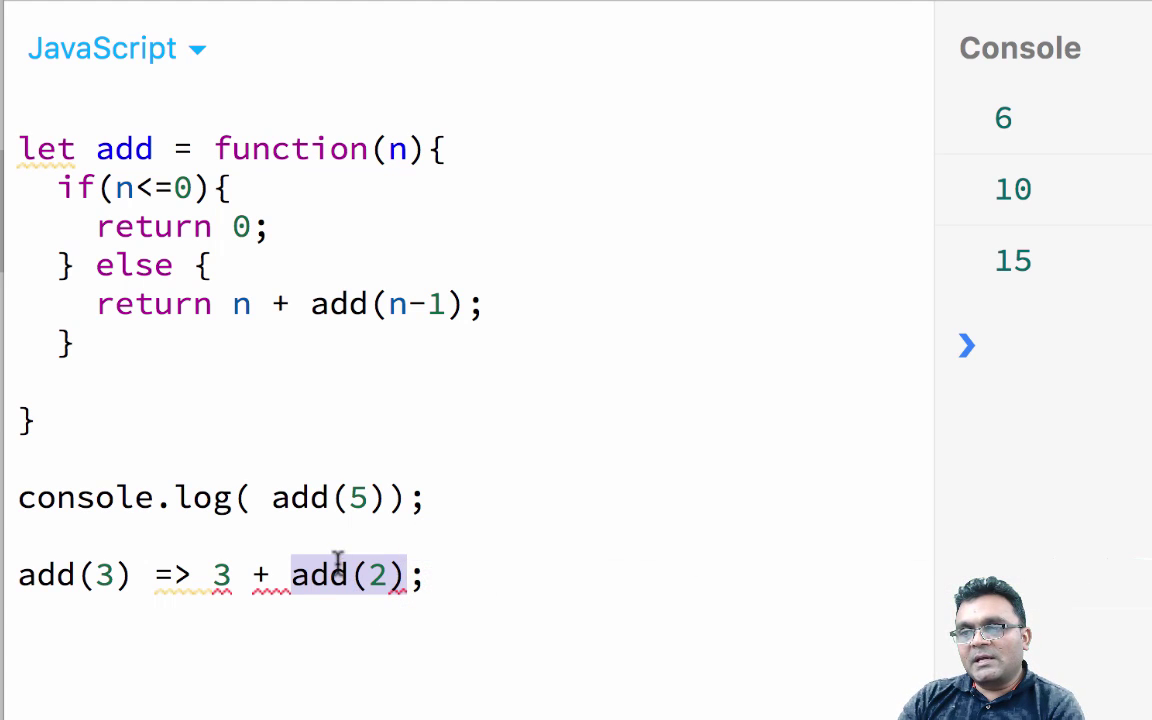 JavaScript
Console
let add = function(n){
  if(n<=0){
    return 0;
  } else {
    return n + add(n-1);
  }
}
console.log( add(5));
add(3) => 3 + add(2);
6
10
15